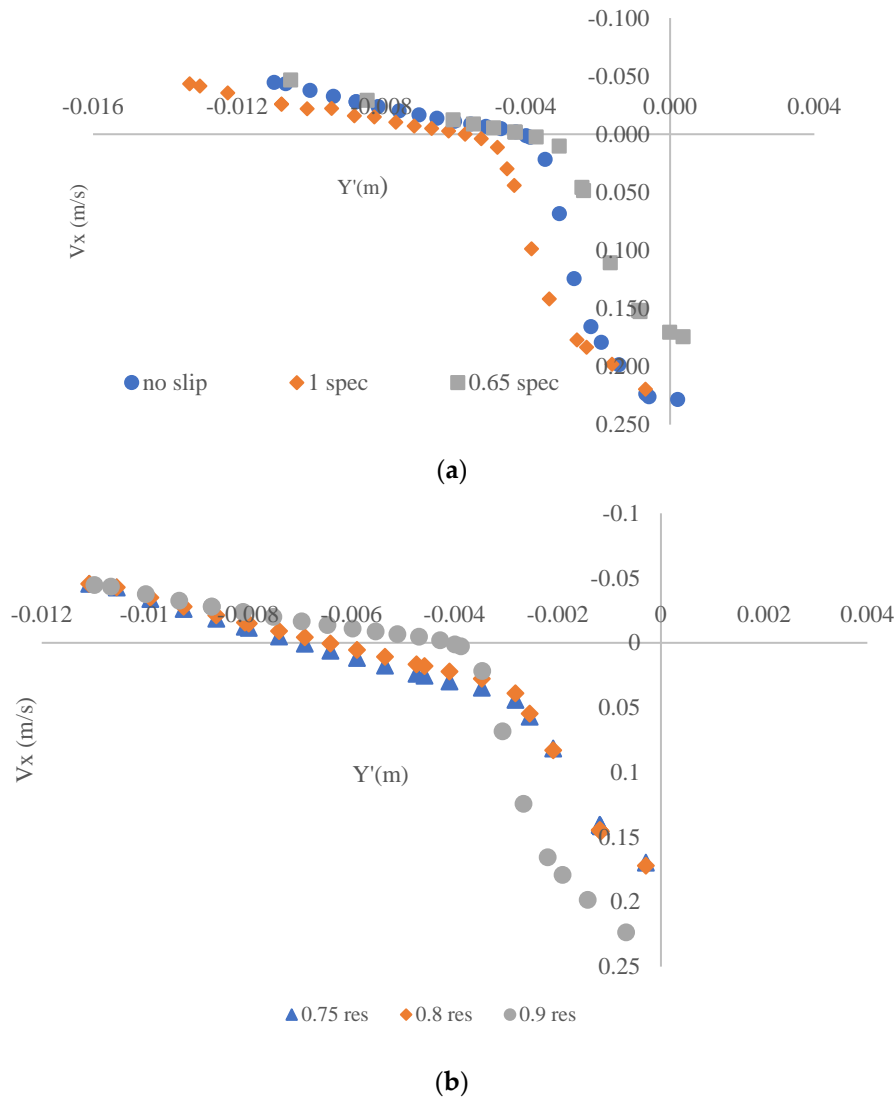 -0.100
-0.050
-0.016
-0.012
-0.008
-0.004
0.000
0.004
0.000
Y'(m)
0.050
Vx (m/s)
0.100
0.150
0.200
no slip
1 spec
0.65 spec
0.250
(a)
-0.1
-0.05
-0.012
-0.01
-0.008
-0.006
-0.004
-0.002
0
0.002
0.004
0
0.05
Vx (m/s)
Y'(m)
0.1
0.15
0.2
0.25
0.75 res
0.8 res
0.9 res
(b)